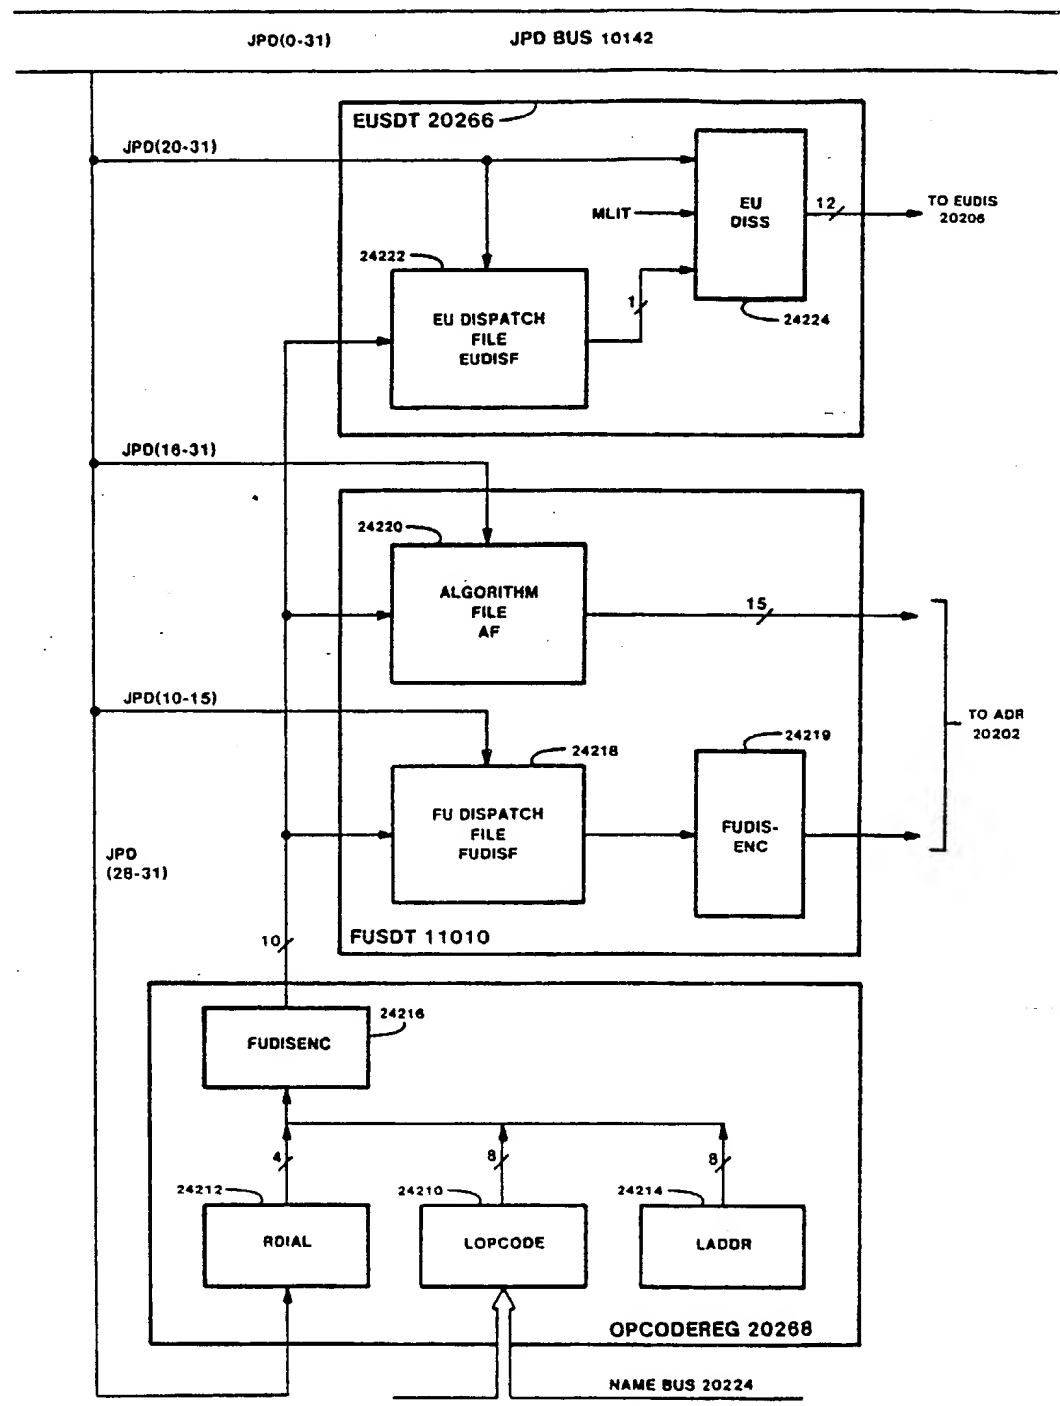 JPD(0-31)
JPD BUS 10142
EUSDT 20266
JPD(20-31)
MLIT
EU
DISS
12
TO EUDIS
20206
24222
EU DISPATCH
FILE
EUDISF
1
24224
JPD(16-31)
24220
ALGORITHM
FILE
AF
15
JPD(10-15)
24218
FU DISPATCH
FILE
FUDISF
24219
FUDIS-
ENC
TO ADR
20202
JPD
(28-31)
10
FUSDT 11010
24216
FUDISENC
4
8
8
24212
RDIAL
24210
LOPCODE
24214
LADDR
OPCODEREG 20268
NAME BUS 20224